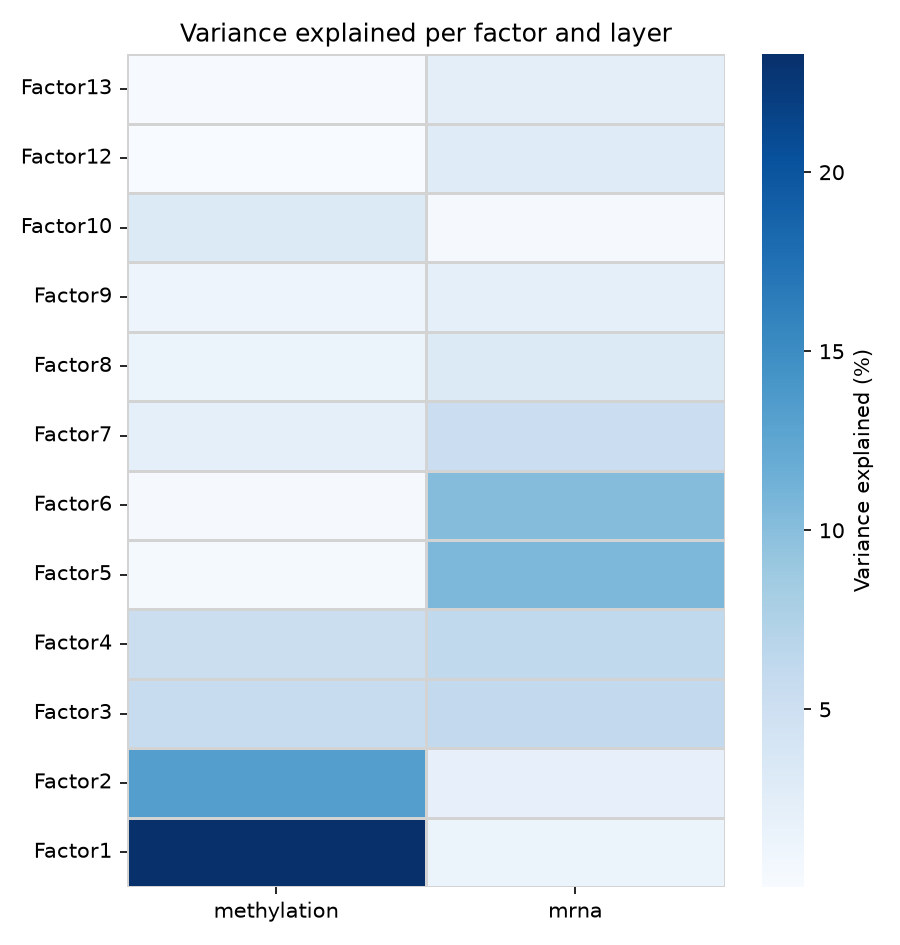 Variance explained per factor and layer
Factor13
Factor12
Factor10
Factor9
Factor8
Factor7
Factor6
Factor5
Factor4
Factor3
Factor2
Factor1
methylation
mrna
20
15
10
5
Variance explained (%)